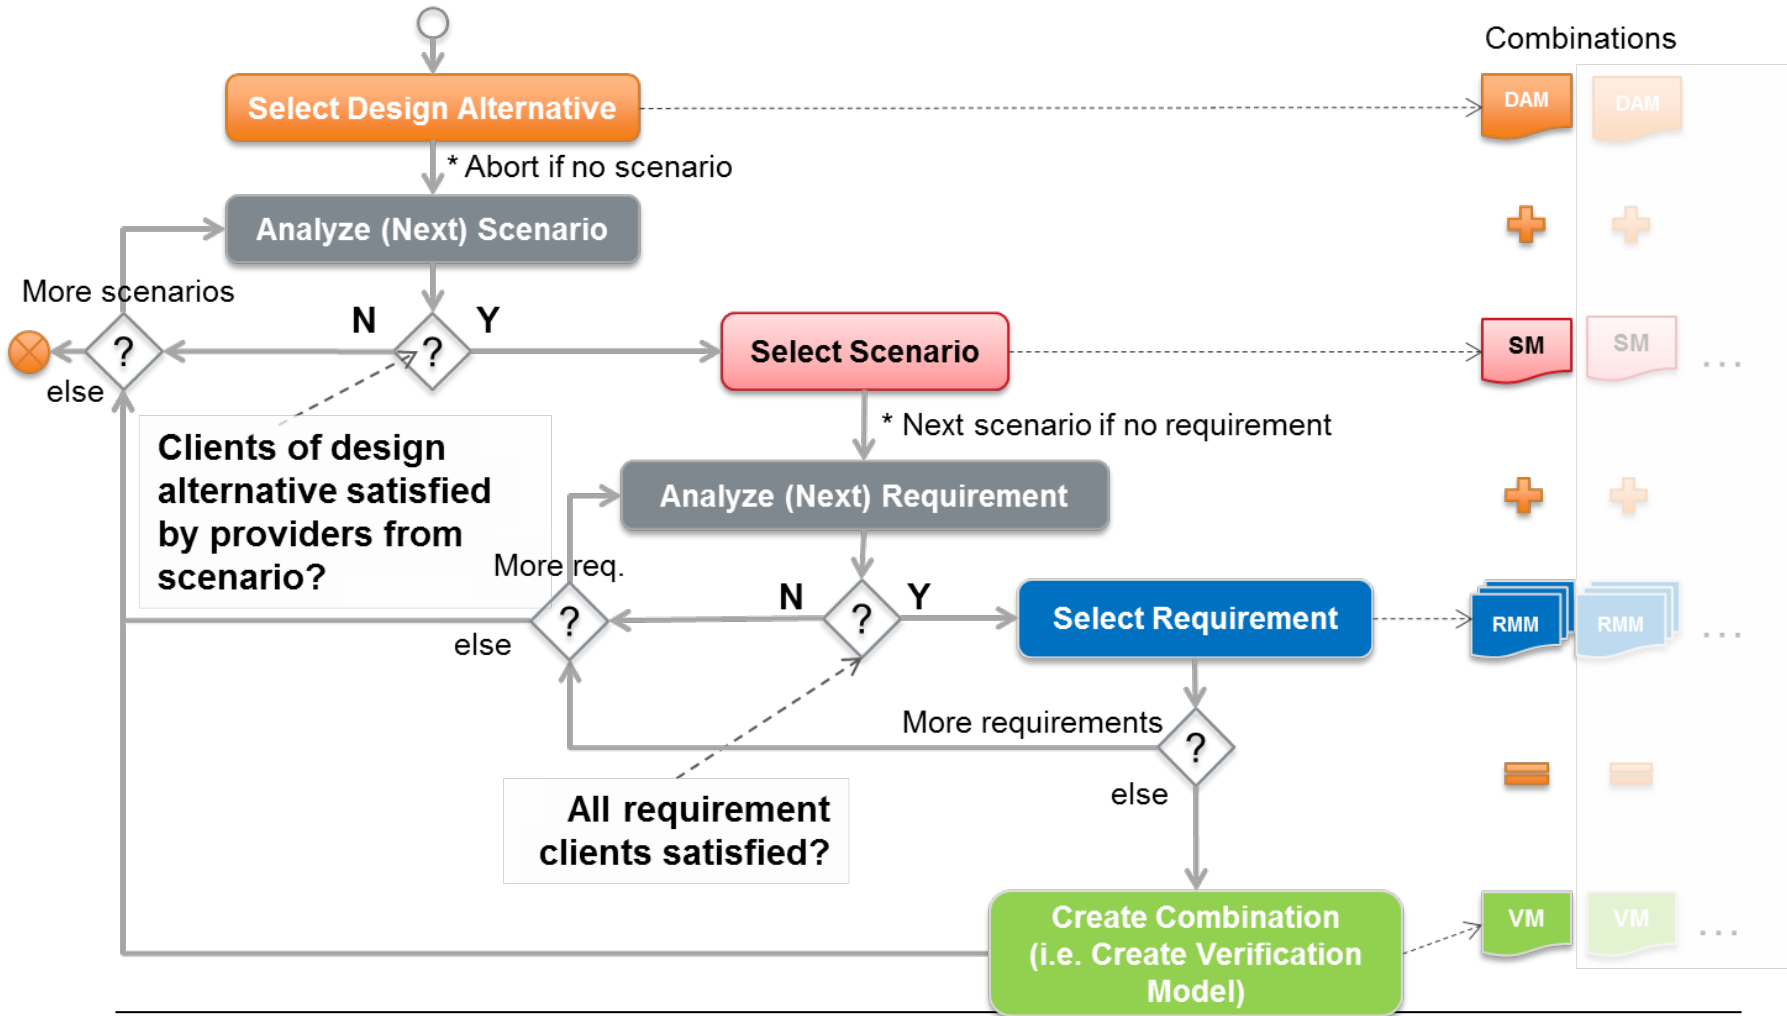 Combinations
Select Design Alternative
DAM
DAM
* Abort if no scenario
Analyze (Next) Scenario
More scenarios
N
Y
?
?
Select Scenario
SM
SM
...
else
* Next scenario if no requirement
Clients of design
alternative satisfied
by providers from
scenario?
Analyze (Next) Requirement
More req.
N
Y
?
?
Select Requirement
RMM
RMM
...
else
More requirements
?
else
All requirement
clients satisfied?
Create Combination
(i.e. Create Verification
Model)
VM
VM
...